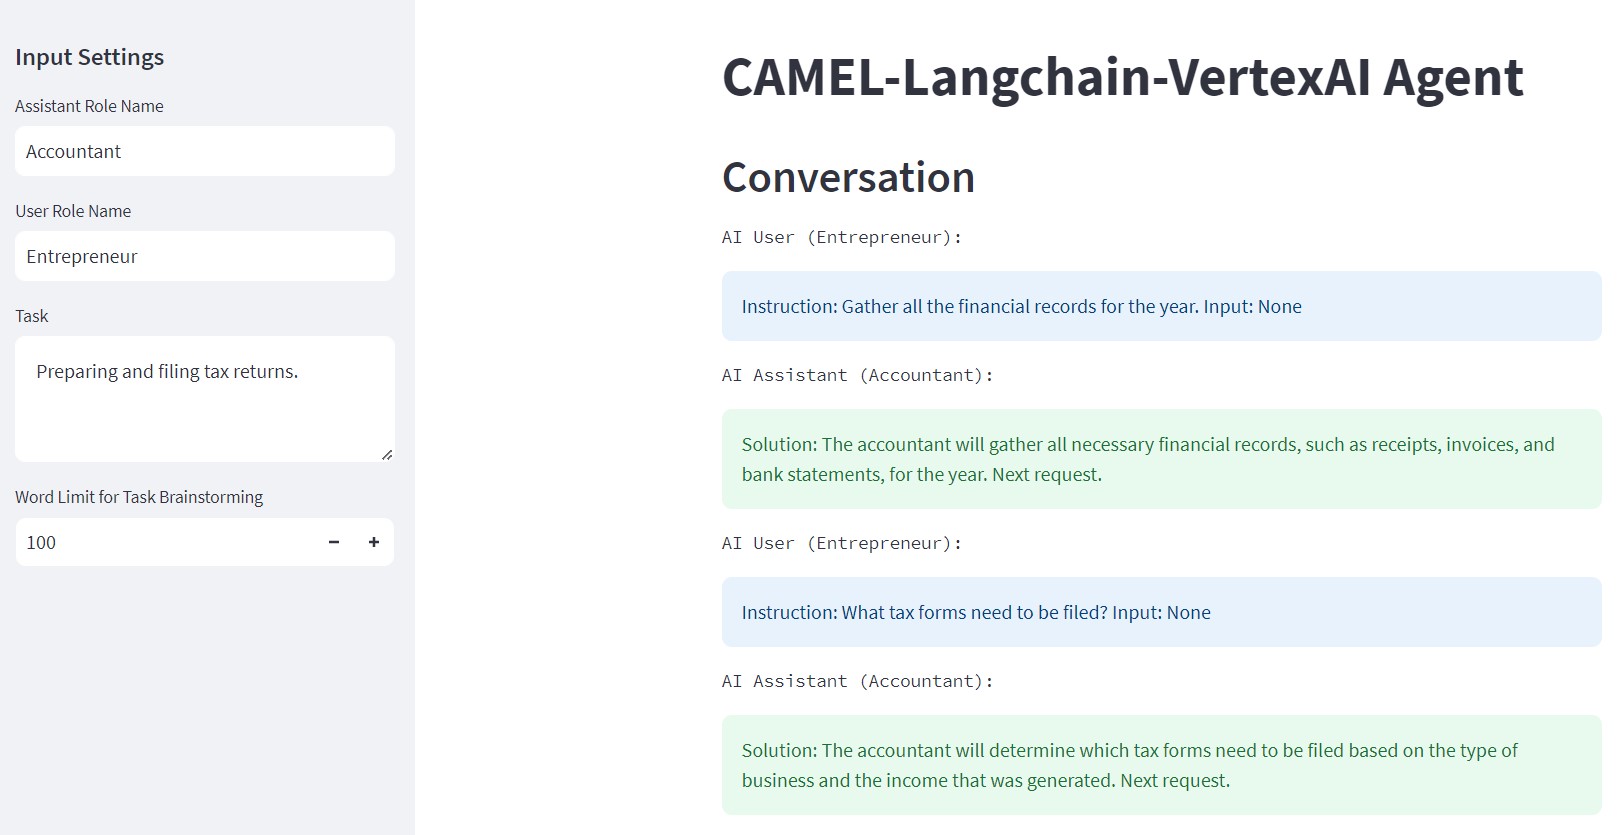 Input Settings
Assistant Role Name
Accountant
User Role Name
Entrepreneur
Task
Preparing and filing tax returns.
Word Limit for Task Brainstorming
100
CAMEL-Langchain-VertexAI Agent
Conversation
AI User (Entrepreneur):
Instruction: Gather all the financial records for the year. Input: None
AI Assistant (Accountant):
Solution: The accountant will gather all necessary financial records, such as receipts, invoices, and
bank statements, for the year. Next request.
AI User (Entrepreneur):
Instruction: What tax forms need to be filed? Input: None
AI Assistant (Accountant):
Solution: The accountant will determine which tax forms need to be filed based on the type of
business and the income that was generated. Next request.